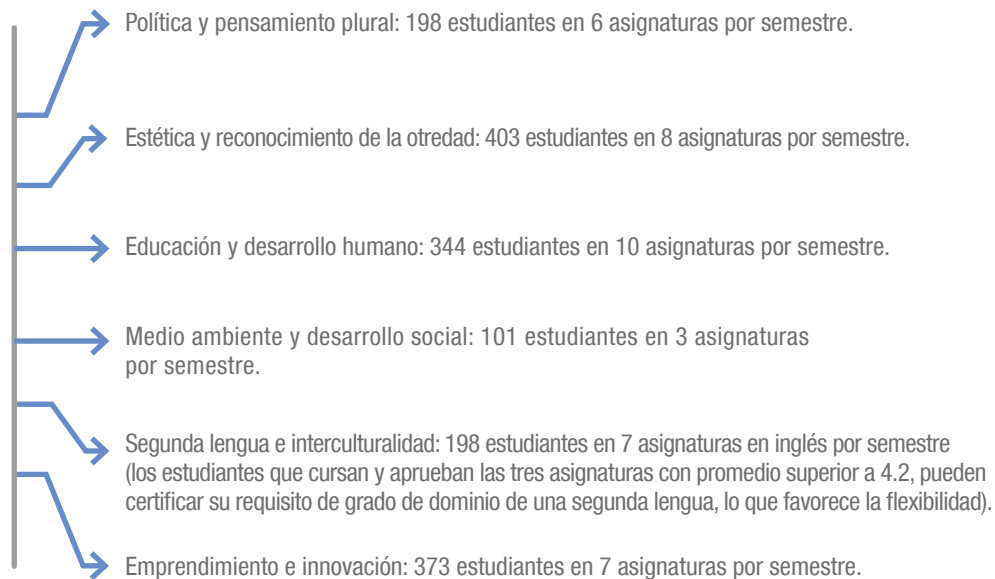 Política y pensamiento plural: 198 estudiantes en 6 asignaturas por semestre.
Estética y reconocimiento de la otredad: 403 estudiantes en 8 asignaturas por semestre.
Educación y desarrollo humano: 344 estudiantes en 10 asignaturas por semestre.
Medio ambiente y desarrollo social: 101 estudiantes en 3 asignaturas
por semestre.
Segunda lengua e interculturalidad: 198 estudiantes en 7 asignaturas en inglés por semestre
(los estudiantes que cursan y aprueban las tres asignaturas con promedio superior a 4.2, pueden
certificar su requisito de grado de dominio de una segunda lengua, lo que favorece la flexibilidad).
Emprendimiento e innovación: 373 estudiantes en 7 asignaturas por semestre.